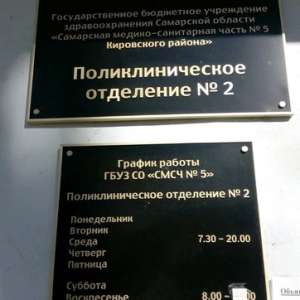 Государственное бюджетное учреждение
здравоохранения Самарской области
«Самарская медико-санитарная часть № 5
Кировского района»
Поликлиническое
отделение № 2
График работы
ГБУЗ СО «СМСЧ № 5»
Поликлиническое отделение № 2
Понедельник
Вторник
Среда 7.30 - 20.00
Четверг
Пятница
Суббота
Воскресенье 8.00